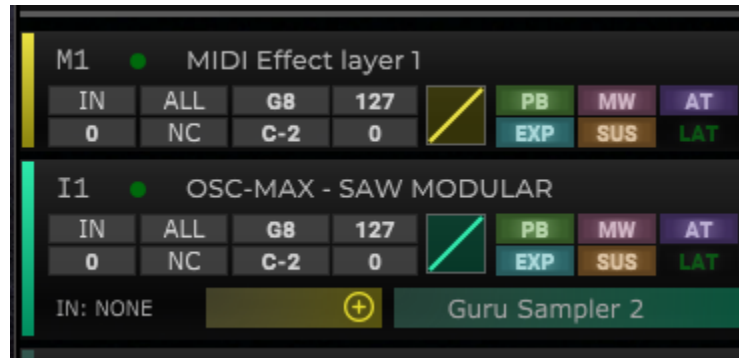 M1 MIDI Effect layer 1
IN ALL G8 127 PB MW AT
0 NC C-2 0 EXP SUS LAT
I1 OSC-MAX - SAW MODULAR
IN ALL G8 127 PB MW AT
0 NC C-2 0 EXP SUS LAT
IN: NONE Guru Sampler 2